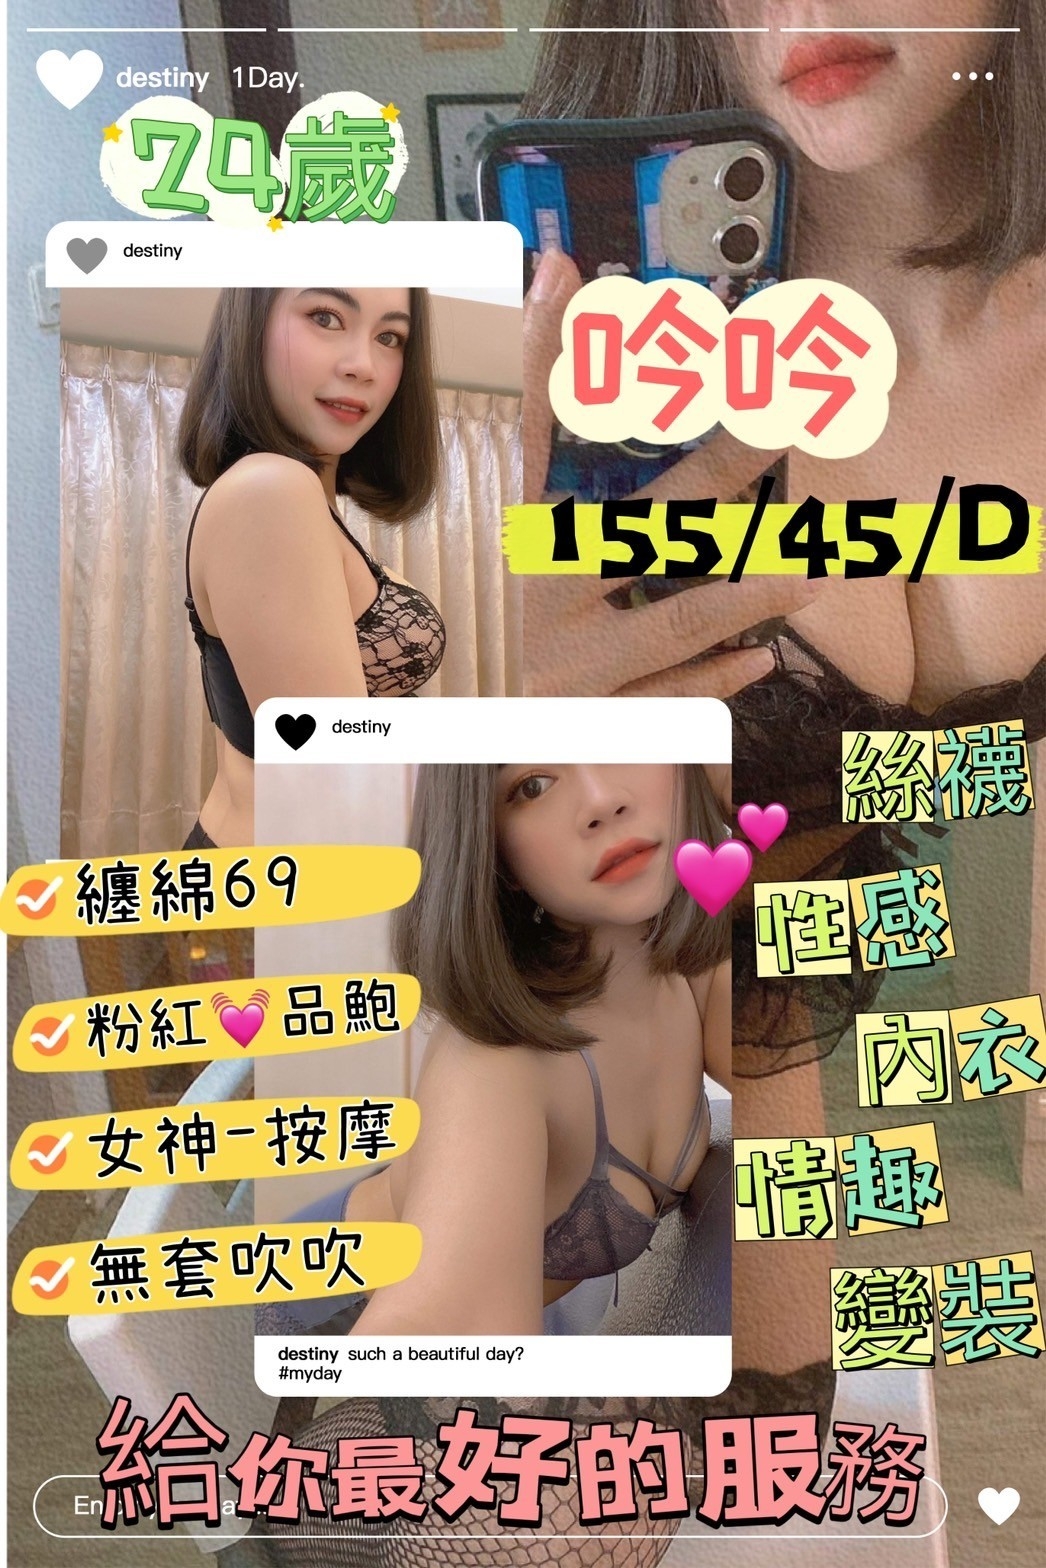 destiny 1Day.
24歲
destiny
吟吟
155/45/D
destiny
絲襪
性感
內衣
情趣
變裝
纏綿69
粉紅💓品鮑
女神-按摩
無套吹吹
destiny such a beautiful day?
#myday
給你最好的服務